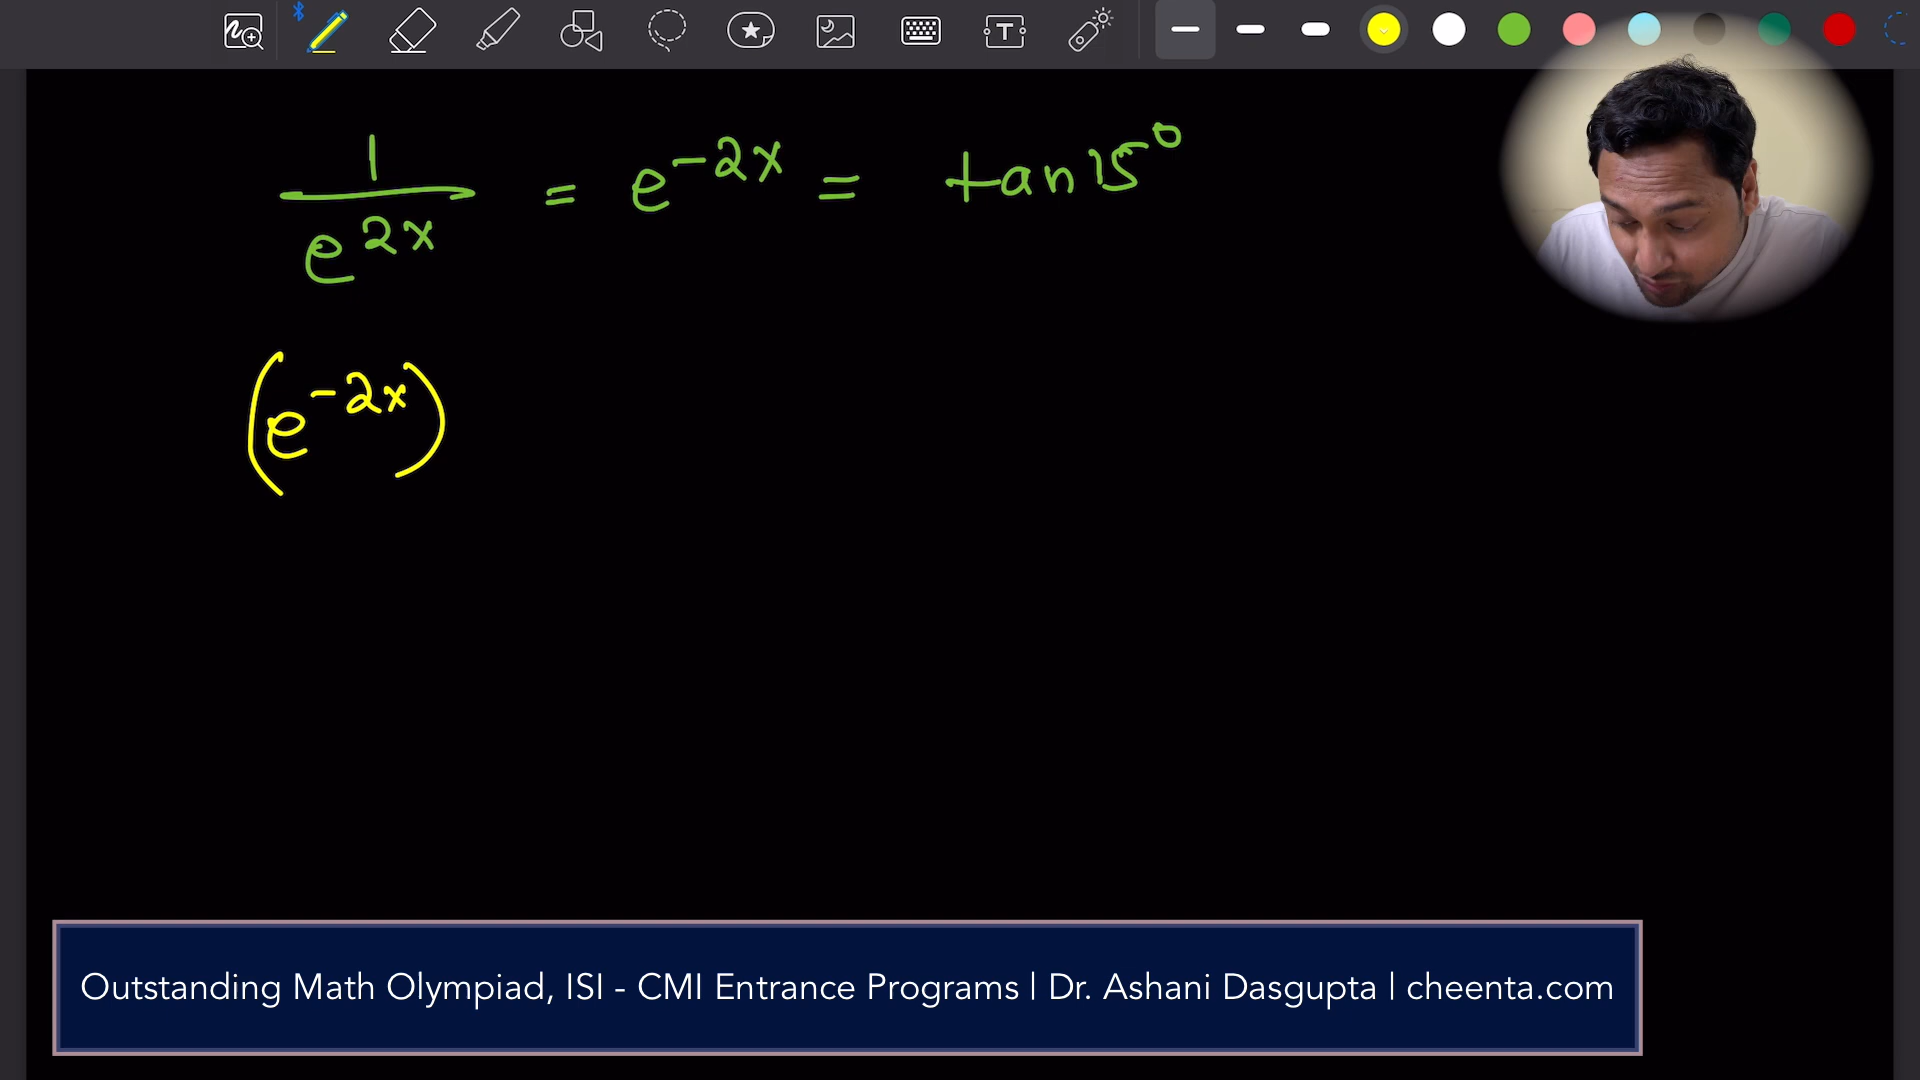 1
― = e^-2x = tan 15°
e^2x
(e^-2x)
Outstanding Math Olympiad, ISI - CMI Entrance Programs | Dr. Ashani Dasgupta | cheenta.com